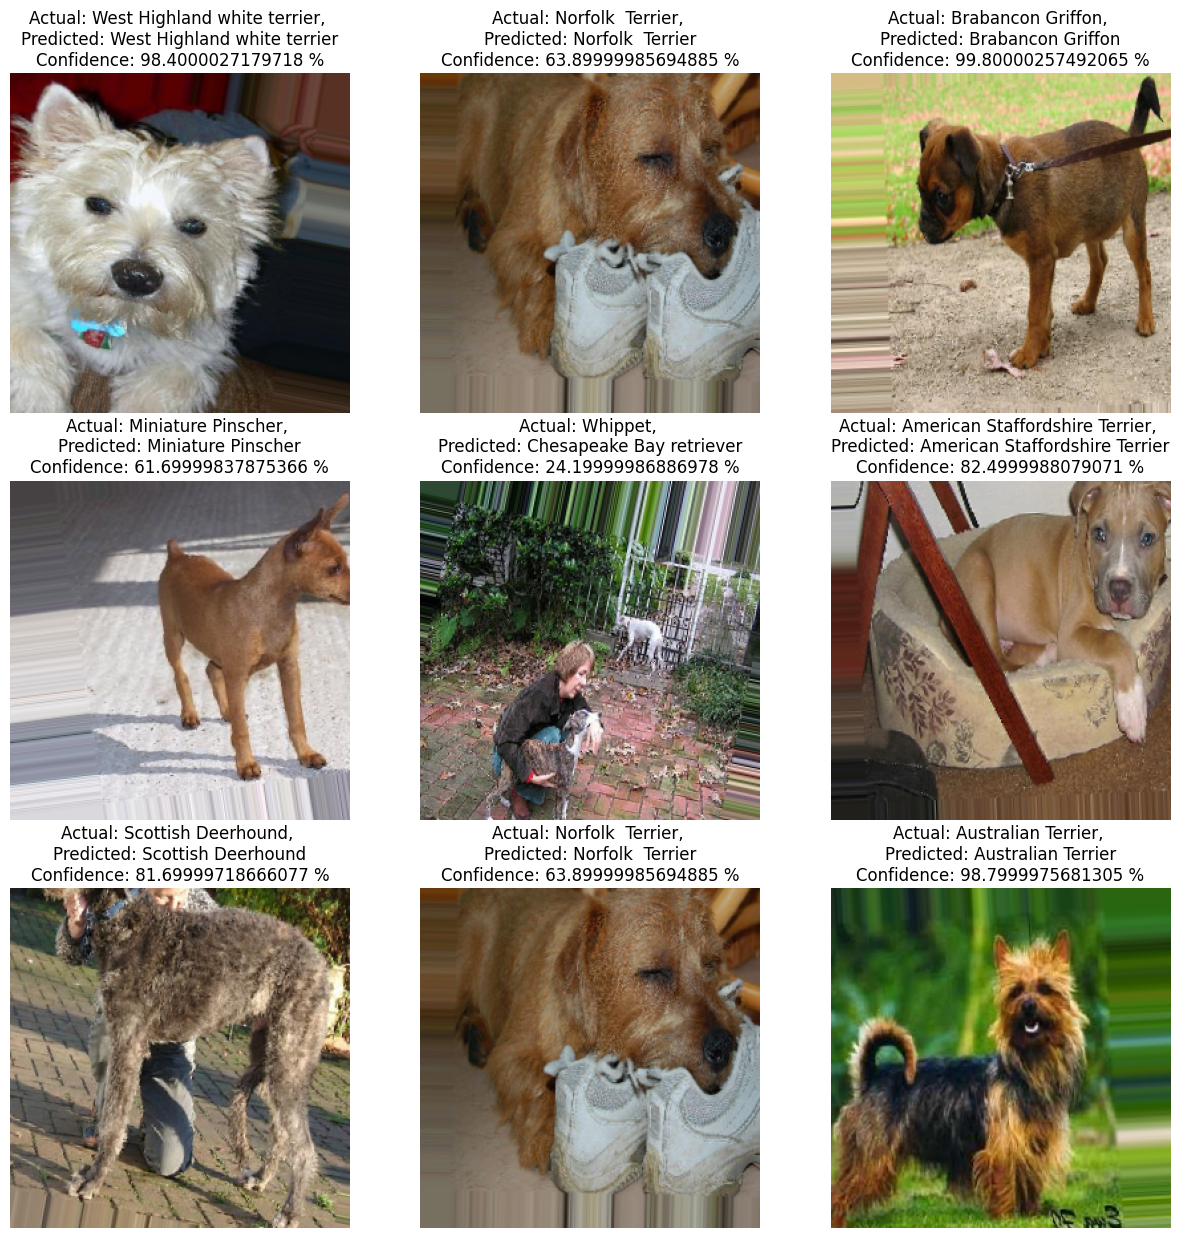 Actual: West Highland white terrier,
Predicted: West Highland white terrier
Confidence: 98.4000027179718 %
Actual: Norfolk  Terrier,
Predicted: Norfolk  Terrier
Confidence: 63.89999985694885 %
Actual: Brabancon Griffon,
Predicted: Brabancon Griffon
Confidence: 99.80000257492065 %
Actual: Miniature Pinscher,
Predicted: Miniature Pinscher
Confidence: 61.69999837875366 %
Actual: Whippet,
Predicted: Chesapeake Bay retriever
Confidence: 24.19999986886978 %
Actual: American Staffordshire Terrier,
Predicted: American Staffordshire Terrier
Confidence: 82.4999988079071 %
Actual: Scottish Deerhound,
Predicted: Scottish Deerhound
Confidence: 81.69999718666077 %
Actual: Norfolk  Terrier,
Predicted: Norfolk  Terrier
Confidence: 63.89999985694885 %
Actual: Australian Terrier,
Predicted: Australian Terrier
Confidence: 98.7999975681305 %